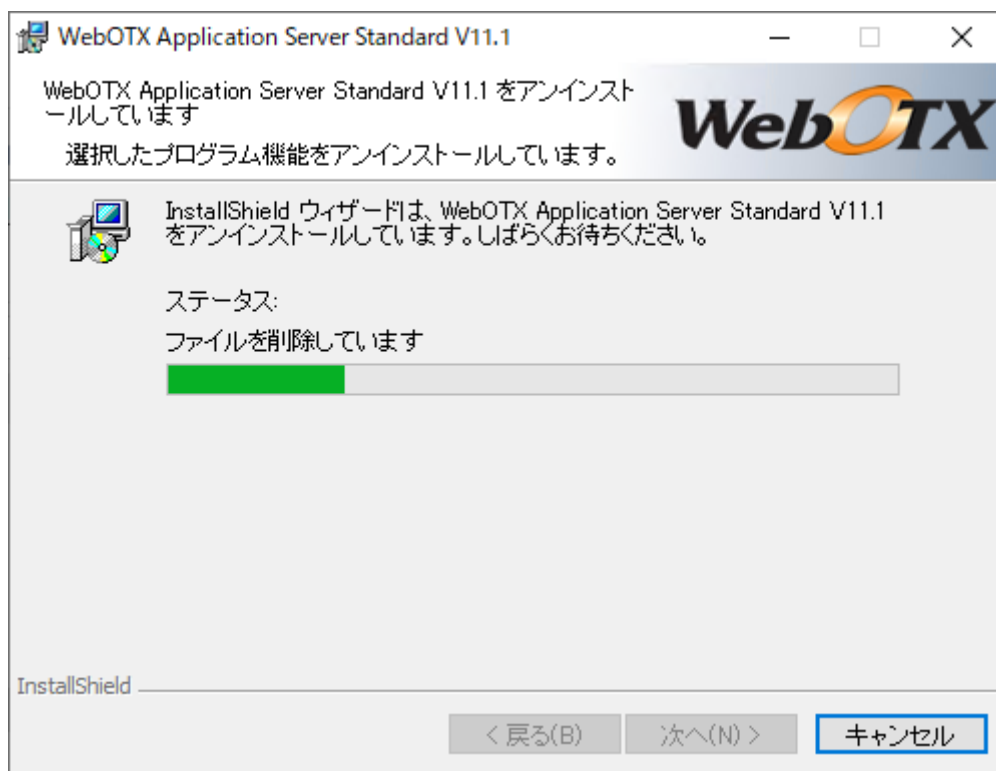 WebOTX Application Server Standard V11.1
WebOTX Application Server Standard V11.1 をアンインスト
ールしています
選択したプログラム機能をアンインストールしています。
WebOTX
InstallShield ウィザードは、WebOTX Application Server Standard V11.1
をアンインストールしています。しばらくお待ちください。
ステータス:
ファイルを削除しています
InstallShield
< 戻る(B)
次へ(N) >
キャンセル